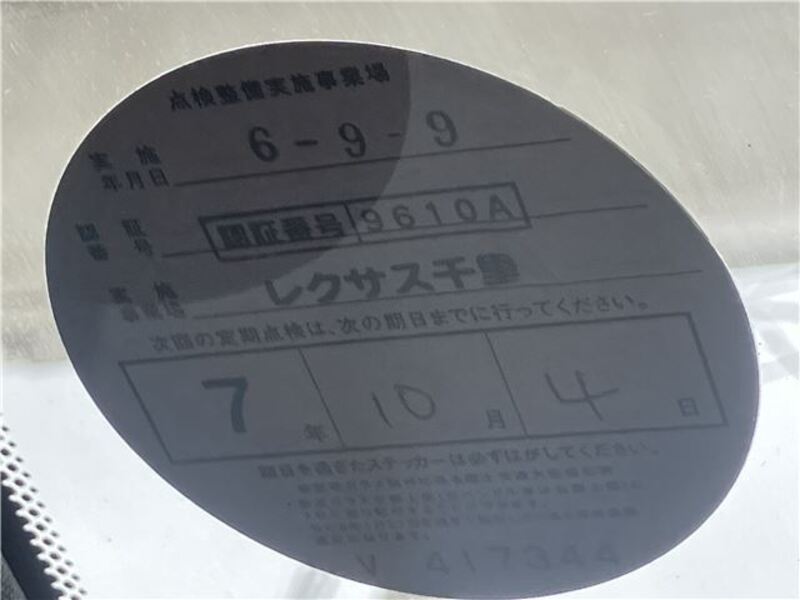 点検整備実施事業場
実施年月日 6-9-9
認証番号 認証番号 9610A
実施事業場 レクサス千里
次回の定期点検は、次の期日までに行ってください。
7年 10月 4日
期日を過ぎたステッカーは必ずはがしてください。
V 417344